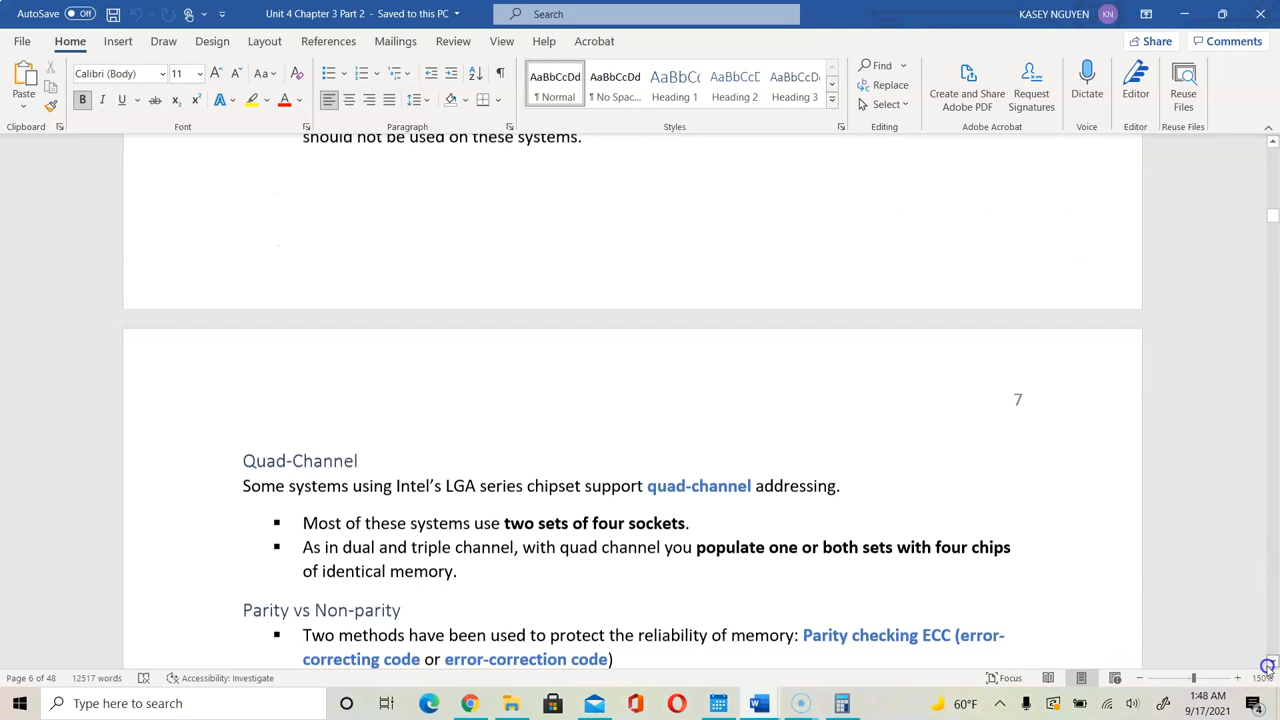 AutoSave Off Unit 4 Chapter 3 Part 2 - Saved to this PC Search KASEY NGUYEN KN
File Home Insert Draw Design Layout References Mailings Review View Help Acrobat Share Comments
Calibri (Body) 11 Aa AaBbCcDd AaBbCcDd AaBbCc AaBbCcD AaBbCcDd Find
Paste ¶ Normal ¶ No Spac... Heading 1 Heading 2 Heading 3 Replace Create and Share Adobe PDF Request Signatures Dictate Editor Reuse Files
B I U ab x₂ x² A A Select
Clipboard Font Paragraph Styles Editing Adobe Acrobat Voice Editor Reuse Files
should not be used on these systems.
7
Quad-Channel
Some systems using Intel’s LGA series chipset support quad-channel addressing.
▪ Most of these systems use two sets of four sockets.
▪ As in dual and triple channel, with quad channel you populate one or both sets with four chips
of identical memory.
Parity vs Non-parity
▪ Two methods have been used to protect the reliability of memory: Parity checking ECC (error-
correcting code or error-correction code)
Page 6 of 48 12517 words Accessibility: Investigate Focus 150%
Type here to search 60°F 1:48 AM
9/17/2021 4